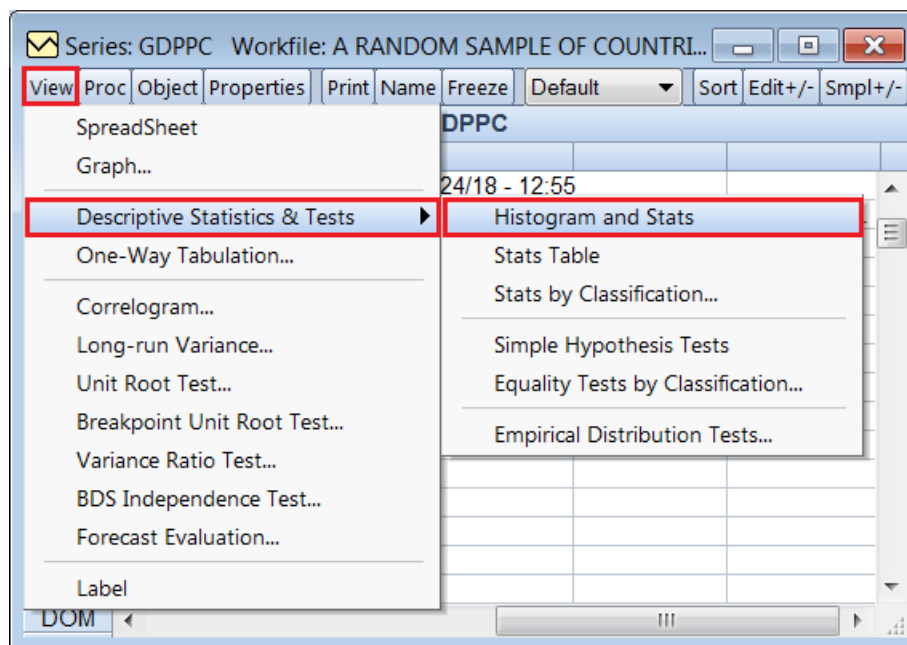 Series: GDPPC Workfile: A RANDOM SAMPLE OF COUNTRI...
View Proc Object Properties Print Name Freeze Default Sort Edit+/- Smpl+/-
DPPC
24/18 - 12:55
SpreadSheet
Graph...
Descriptive Statistics & Tests
One-Way Tabulation...
Correlogram...
Long-run Variance...
Unit Root Test...
Breakpoint Unit Root Test...
Variance Ratio Test...
BDS Independence Test...
Forecast Evaluation...
Label
Histogram and Stats
Stats Table
Stats by Classification...
Simple Hypothesis Tests
Equality Tests by Classification...
Empirical Distribution Tests...
DOM